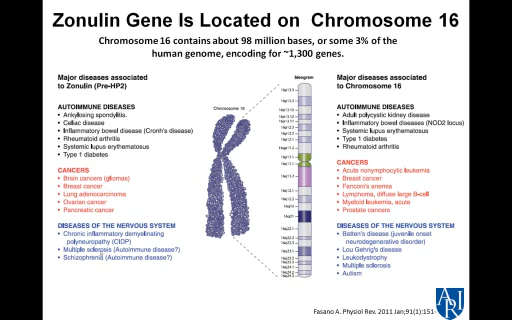 Zonulin Gene Is Located on Chromosome 16
Chromosome 16 contains about 98 million bases, or some 3% of the
human genome, encoding for ~1,300 genes.
Major diseases associated
to Zonulin (Pre-HP2)
AUTOIMMUNE DISEASES
• Ankylosing spondylitis,
• Celiac disease
• Inflammatory bowel disease (Cronh's disease)
• Rheumatoid arthritis
• Systemic lupus erythematosus
• Type 1 diabetes
CANCERS
• Brain cancers (gliomas)
• Breast cancer
• Lung adenocarcinoma
• Ovarian cancer
• Pancreatic cancer
DISEASES OF THE NERVOUS SYSTEM
• Chronic inflammatory demyelinating
polyneuropathy (CIDP)
• Multiple sclerosis (Autoimmune disease?)
• Schizophrenia (Autoimmune disease?)
Chromosome 16
Ideogram
Major diseases associated
to Chromosome 16
AUTOIMMUNE DISEASES
• Adult polycystic kidney disease
• Inflammatory bowel diseases (NOD2 locus)
• Systemic lupus erythematosus
• Type 1 diabetes
• Rheumatoid arthritis
CANCERS
• Acute nonymphocytic leukemia
• Breast cancer
• Fanconi's anemia
• Lymphoma, diffuse large B-cell
• Myeloid leukemia, acute
• Prostate cancers
DISEASES OF THE NERVOUS SYSTEM
• Batten's disease (juvenile onset
neurodegenerative disorder)
• Lou Gehrig's disease
• Leukodystrophy
• Multiple sclerosis
• Autism
Fasano A. Physiol Rev. 2011 Jan;91(1):151-